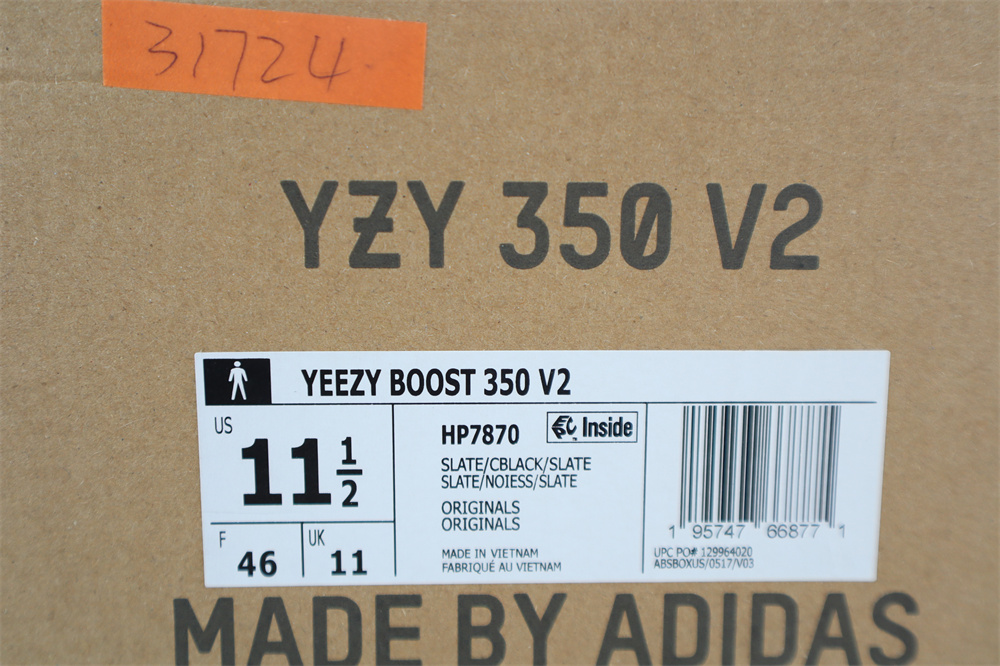 31724
YZY 350 V2
YEEZY BOOST 350 V2
US
11 1/2
F
46
UK
11
HP7870
Inside
SLATE/CBLACK/SLATE
SLATE/NOIESS/SLATE
ORIGINALS
ORIGINALS
MADE IN VIETNAM
FABRIQUÉ AU VIETNAM
1 95747 66877 1
UPC PO# 129964020
ABSBOXUS/0517/V03
MADE BY ADIDAS